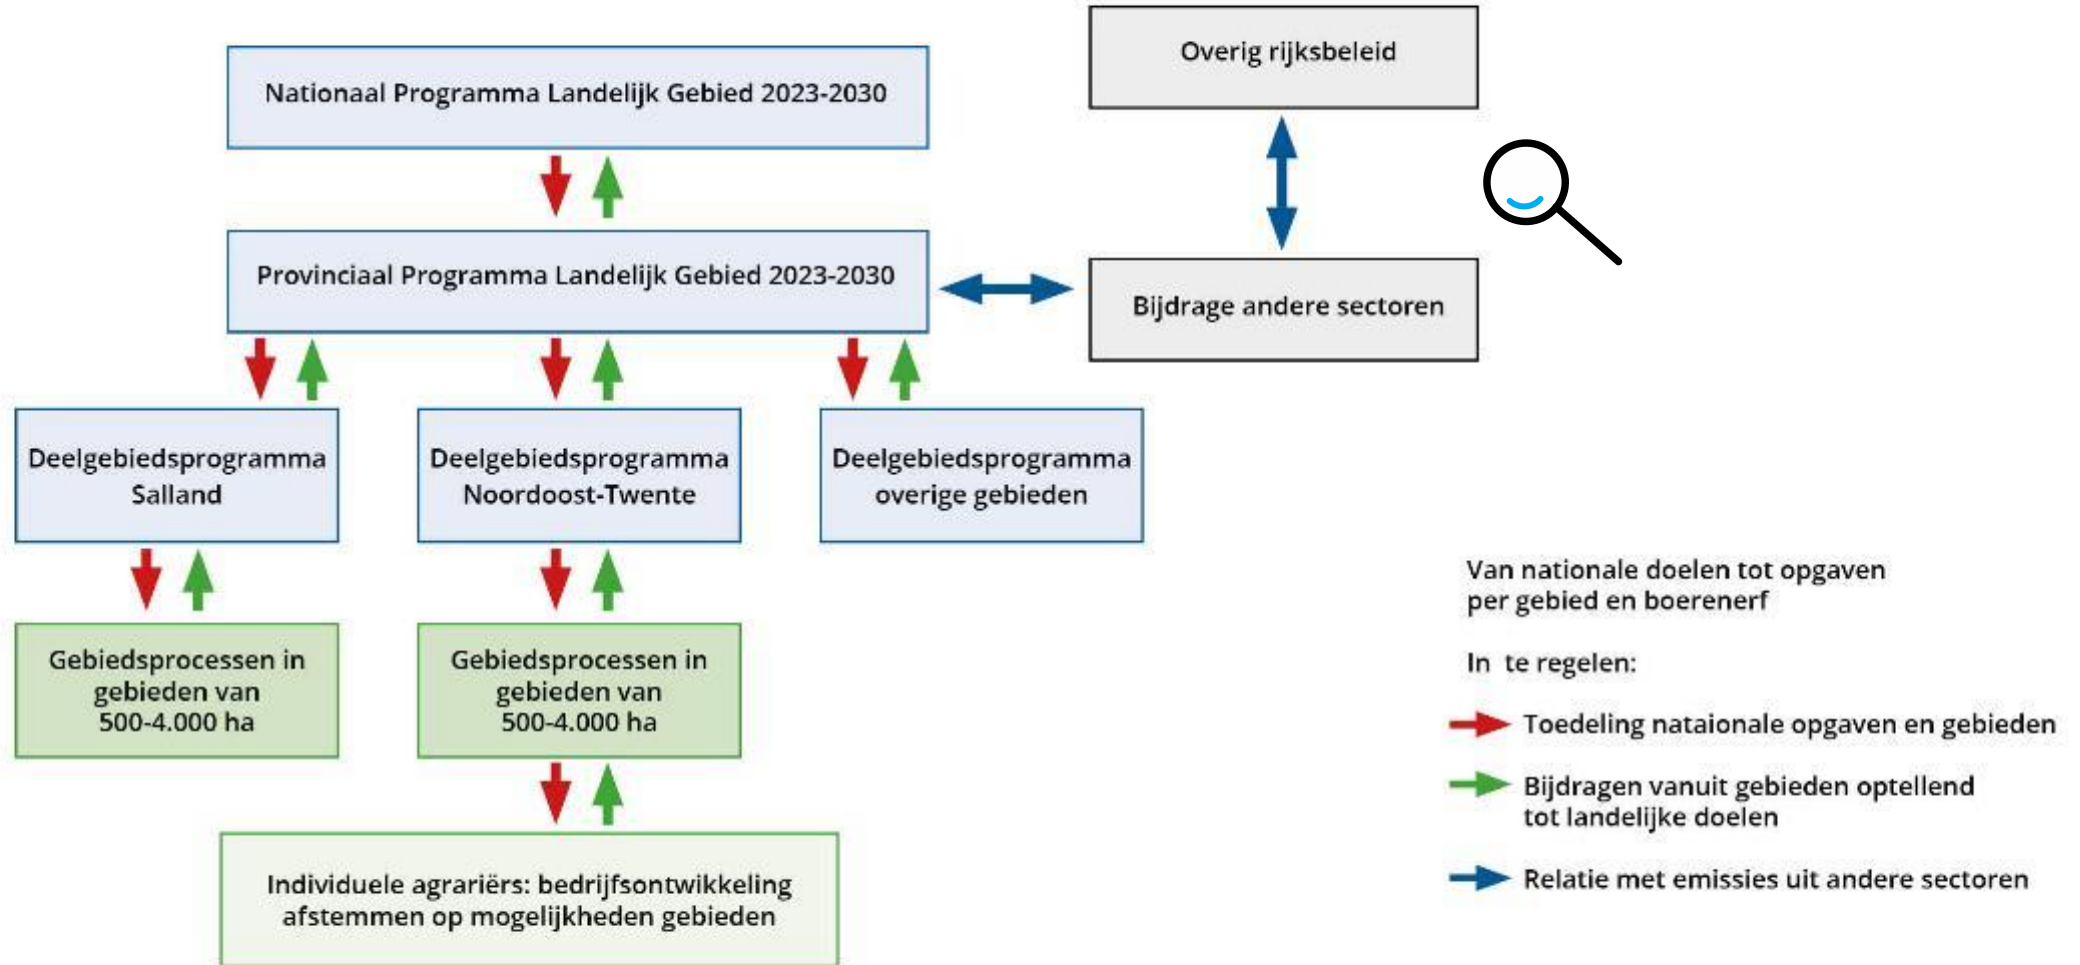 Nationaal Programma Landelijk Gebied 2023-2030
Overig rijksbeleid
Provinciaal Programma Landelijk Gebied 2023-2030
Bijdrage andere sectoren
Deelgebiedsprogramma
Salland
Deelgebiedsprogramma
Noordoost-Twente
Deelgebiedsprogramma
overige gebieden
Gebiedsprocessen in
gebieden van
500-4.000 ha
Gebiedsprocessen in
gebieden van
500-4.000 ha
Individuele agrariërs: bedrijfsontwikkeling
afstemmen op mogelijkheden gebieden
Van nationale doelen tot opgaven
per gebied en boerenerf
In te regelen:
Toedeling nataionale opgaven en gebieden
Bijdragen vanuit gebieden optellend
tot landelijke doelen
Relatie met emissies uit andere sectoren